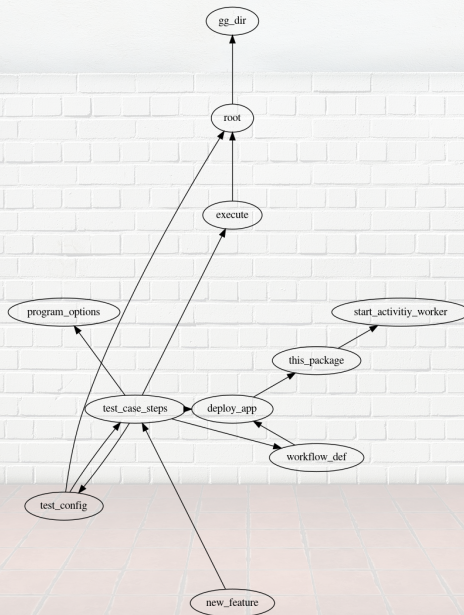 gg_dir
root
execute
program_options
start_activitiy_worker
this_package
test_case_steps
deploy_app
workflow_def
test_config
new_feature